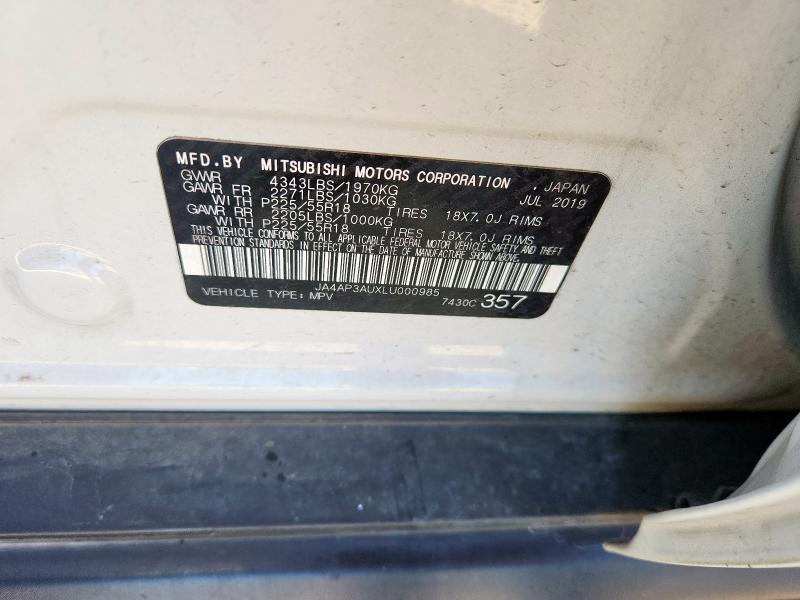 MFD.BY MITSUBISHI MOTORS CORPORATION , JAPAN
GVWR 4343LBS/1970KG JUL 2019
GAWR FR 2271LBS/1030KG
WITH P225/55R18 TIRES 18X7.0J RIMS
GAWR RR 2205LBS/1000KG
WITH P225/55R18 TIRES 18X7.0J RIMS
THIS VEHICLE CONFORMS TO ALL APPLICABLE FEDERAL MOTOR VEHICLE SAFETY AND THEFT
PREVENTION STANDARDS IN EFFECT ON THE DATE OF MANUFACTURE SHOWN ABOVE.
JA4AP3AUXLU000985
VEHICLE TYPE: MPV 7430C 357